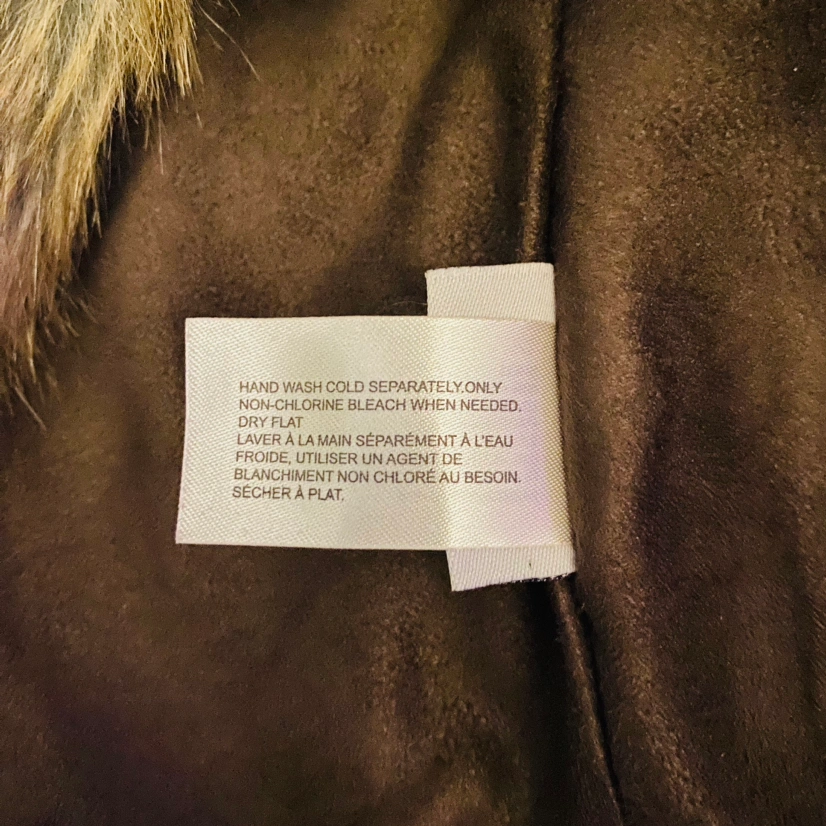 HAND WASH COLD SEPARATELY.ONLY
NON-CHLORINE BLEACH WHEN NEEDED.
DRY FLAT
LAVER À LA MAIN SÉPARÉMENT À L'EAU
FROIDE, UTILISER UN AGENT DE
BLANCHIMENT NON CHLORÉ AU BESOIN.
SÉCHER À PLAT.